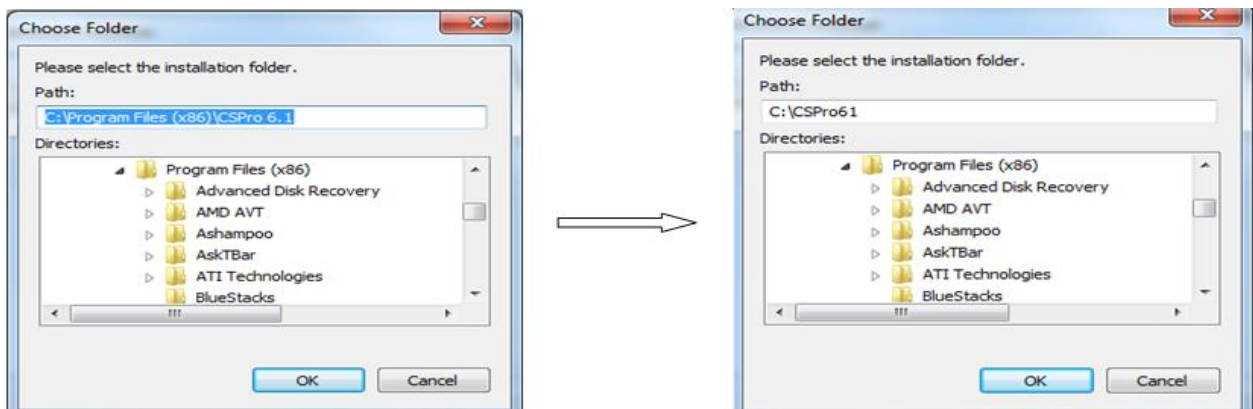 Choose Folder
Please select the installation folder.
Path:
C:\Program Files (x86)\CSPro 6.1
Directories:
Program Files (x86)
Advanced Disk Recovery
AMD AVT
Ashampoo
AskTBar
ATI Technologies
BlueStacks
OK Cancel
Choose Folder
Please select the installation folder.
Path:
C:\CSPro61
Directories:
Program Files (x86)
Advanced Disk Recovery
AMD AVT
Ashampoo
AskTBar
ATI Technologies
BlueStacks
OK Cancel